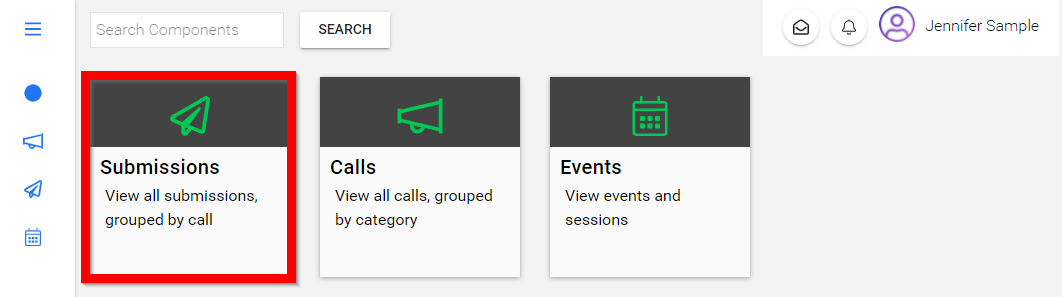 Search Components
SEARCH
Jennifer Sample
Submissions
View all submissions,
grouped by call
Calls
View all calls, grouped
by category
Events
View events and
sessions